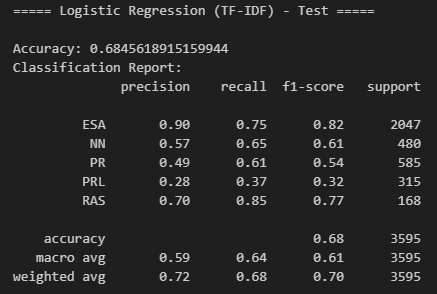 ===== Logistic Regression (TF-IDF) - Test =====
Accuracy: 0.6845618915159944
Classification Report:
precision recall f1-score support
ESA 0.90 0.75 0.82 2047
NN 0.57 0.65 0.61 480
PR 0.49 0.61 0.54 585
PRL 0.28 0.37 0.32 315
RAS 0.70 0.85 0.77 168
accuracy 0.68 3595
macro avg 0.59 0.64 0.61 3595
weighted avg 0.72 0.68 0.70 3595